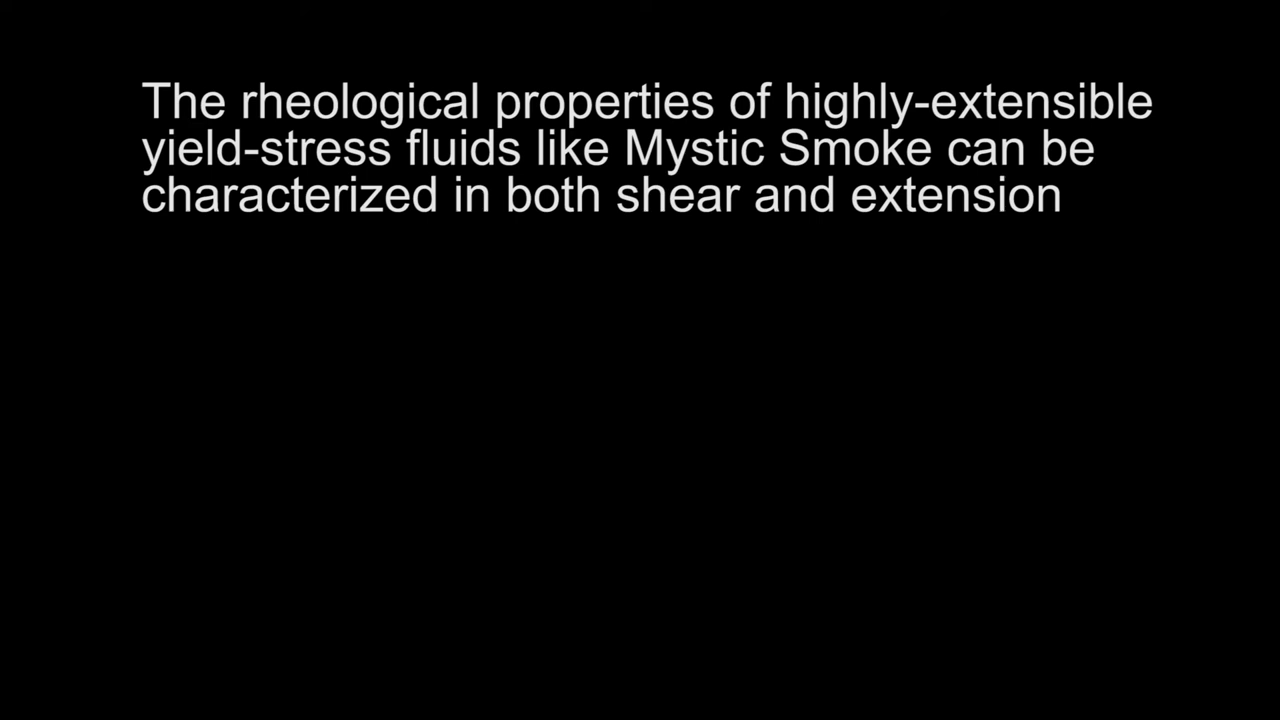 The rheological properties of highly-extensible
yield-stress fluids like Mystic Smoke can be
characterized in both shear and extension